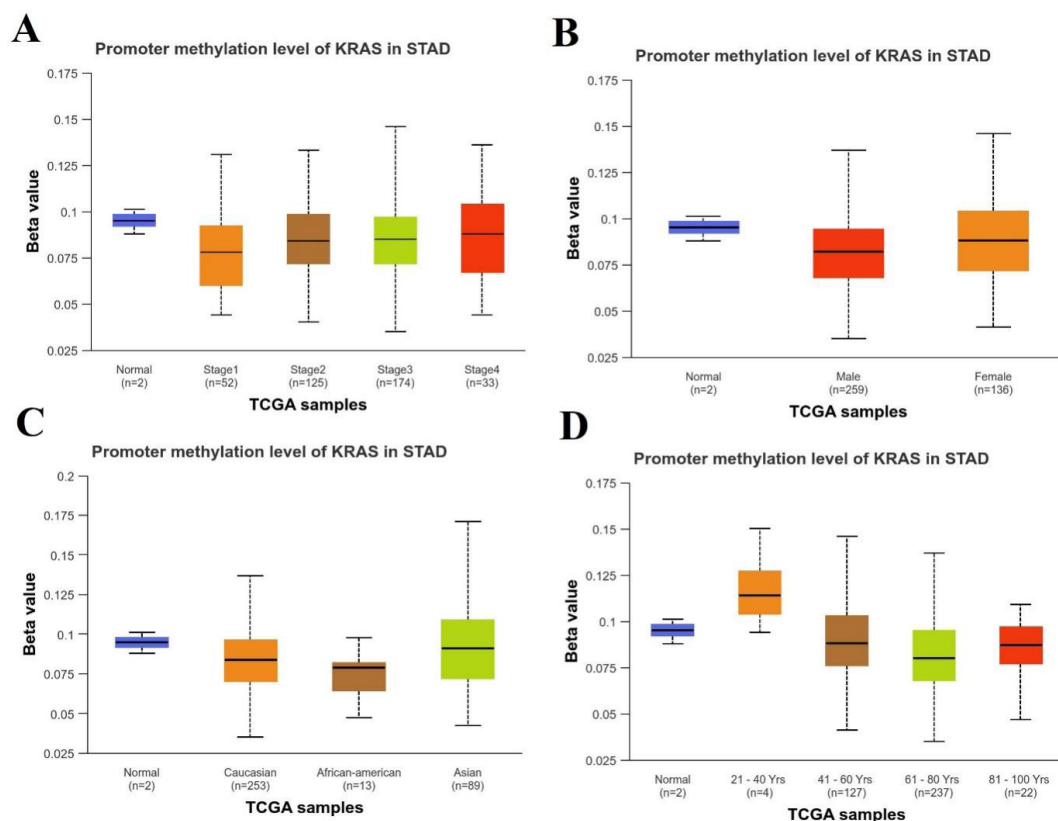 A
Promoter methylation level of KRAS in STAD
0.175
0.15
0.125
0.1
0.075
0.05
0.025
Beta value
Normal
(n=2)
Stage1
(n=52)
Stage2
(n=125)
Stage3
(n=174)
Stage4
(n=33)
TCGA samples
B
Promoter methylation level of KRAS in STAD
0.175
0.15
0.125
0.1
0.075
0.05
0.025
Beta value
Normal
(n=2)
Male
(n=259)
Female
(n=136)
TCGA samples
C
Promoter methylation level of KRAS in STAD
0.2
0.175
0.15
0.125
0.1
0.075
0.05
0.025
Beta value
Normal
(n=2)
Caucasian
(n=253)
African-american
(n=13)
Asian
(n=89)
TCGA samples
D
Promoter methylation level of KRAS in STAD
0.175
0.15
0.125
0.1
0.075
0.05
0.025
Beta value
Normal
(n=2)
21 - 40 Yrs
(n=4)
41 - 60 Yrs
(n=127)
61 - 80 Yrs
(n=237)
81 - 100 Yrs
(n=22)
TCGA samples